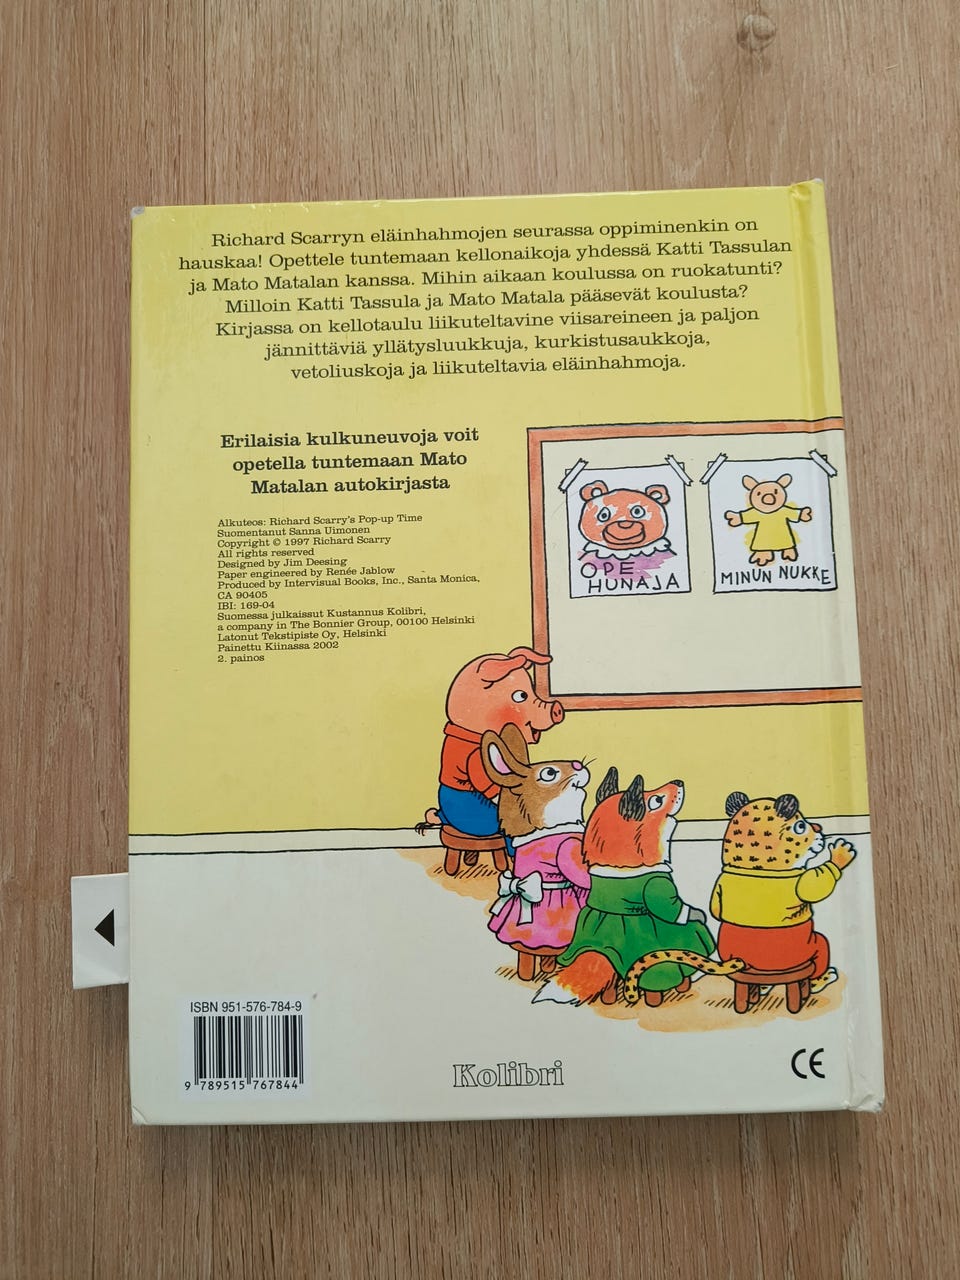 Richard Scarryn eläinhahmojen seurassa oppiminenkin on
hauskaa! Opettele tuntemaan kellonaikoja yhdessä Katti Tassulan
ja Mato Matalan kanssa. Mihin aikaan koulussa on ruokatunti?
Milloin Katti Tassula ja Mato Matala pääsevät koulusta?
Kirjassa on kellotaulu liikuteltavine viisareineen ja paljon
jännittäviä yllätysluukkuja, kurkistusaukkoja,
vetoliuskoja ja liikuteltavia eläinhahmoja.
Erilaisia kulkuneuvoja voit
opetella tuntemaan Mato
Matalan autokirjasta
Alkuteos: Richard Scarry's Pop-up Time
Suomentanut Sanna Uimonen
Copyright © 1997 Richard Scarry
All rights reserved
Designed by Jim Deesing
Paper engineered by Renée Jablow
Produced by Intervisual Books, Inc., Santa Monica,
CA 90405
IBI: 169-04
Suomessa julkaissut Kustannus Kolibri,
a company in The Bonnier Group, 00100 Helsinki
Latonut Tekstipiste Oy, Helsinki
Painettu Kiinassa 2002
2. painos
OPE
HUNAJA
MINUN NUKKE
ISBN 951-576-784-9
9 789515 767844
Kolibri
CE